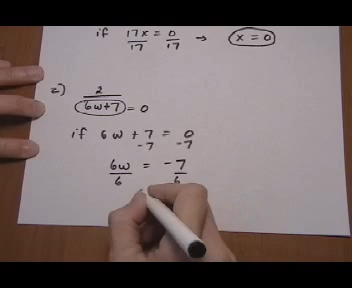 if 17x/17 = 0/17 → x = 0
2) 2/(6w+7) = 0
if 6w + 7 = 0
-7 -7
6w/6 = -7/6